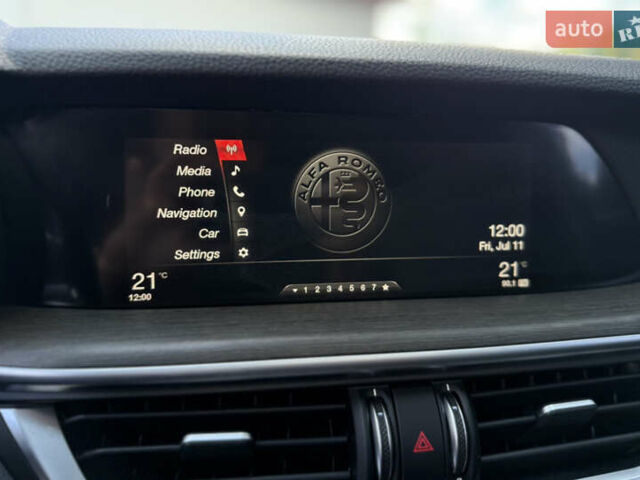 auto
RI
Radio
Media
Phone
Navigation
Car
Settings
ALFA ROMEO
12:00
Fri, Jul 11
21°C
12:00
1 2 3 4 5 6 7
21°C